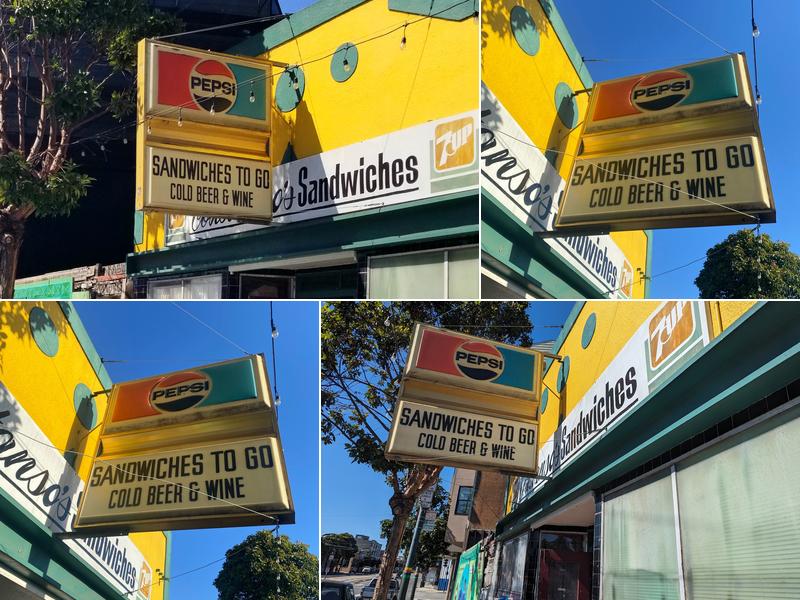 PEPSI
SANDWICHES TO GO
COLD BEER & WINE
Sandwiches
7UP
PEPSI
SANDWICHES TO GO
COLD BEER & WINE
PEPSI
SANDWICHES TO GO
COLD BEER & WINE
PEPSI
SANDWICHES TO GO
COLD BEER & WINE
Sandwiches
7UP